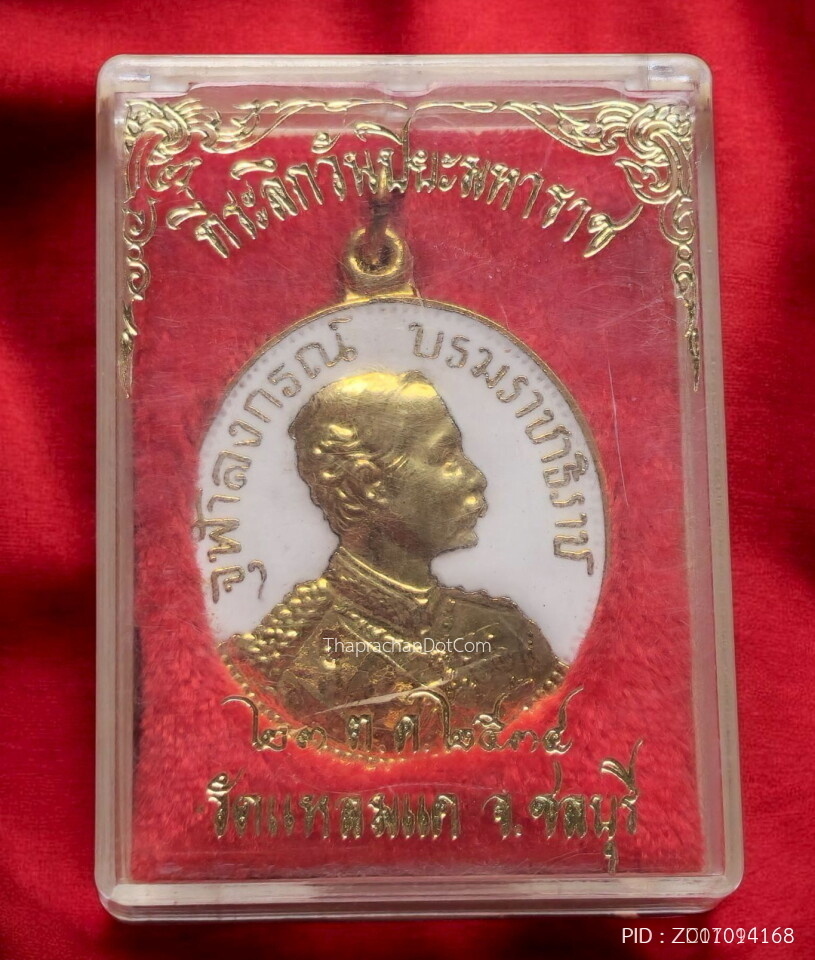 ที่ระลึกวันปิยะมหาราช
จุฬาลงกรณ์ บรมราชาธิราช
ThaprachanDotCom
๒๓ ต.ค. ๒๕๓๔
วัดแหลมแค จ.ชลบุรี